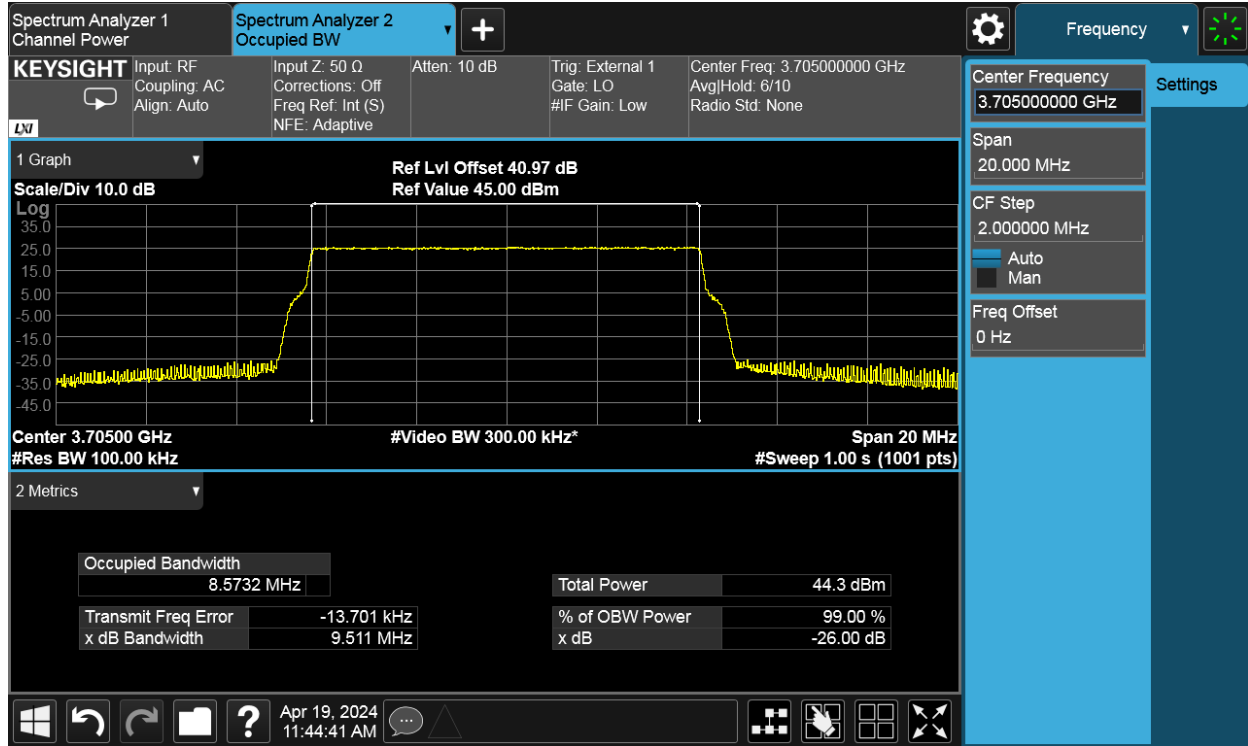 Spectrum Analyzer 1
Channel Power
Spectrum Analyzer 2
Occupied BW
Frequency
KEYSIGHT
LXI
Input: RF
Coupling: AC
Align: Auto
Input Z: 50 Ω
Corrections: Off
Freq Ref: Int (S)
NFE: Adaptive
Atten: 10 dB
Trig: External 1
Gate: LO
#IF Gain: Low
Center Freq: 3.705000000 GHz
Avg|Hold: 6/10
Radio Std: None
Center Frequency
3.705000000 GHz
Settings
Span
20.000 MHz
CF Step
2.000000 MHz
Auto
Man
Freq Offset
0 Hz
1 Graph
Scale/Div 10.0 dB
Ref Lvl Offset 40.97 dB
Ref Value 45.00 dBm
Log
35.0
25.0
15.0
5.00
-5.00
-15.0
-25.0
-35.0
-45.0
Center 3.70500 GHz
#Video BW 300.00 kHz*
Span 20 MHz
#Res BW 100.00 kHz
#Sweep 1.00 s (1001 pts)
2 Metrics
Occupied Bandwidth
8.5732 MHz
Total Power 44.3 dBm
Transmit Freq Error -13.701 kHz
% of OBW Power 99.00 %
x dB Bandwidth 9.511 MHz
x dB -26.00 dB
?
Apr 19, 2024
11:44:41 AM